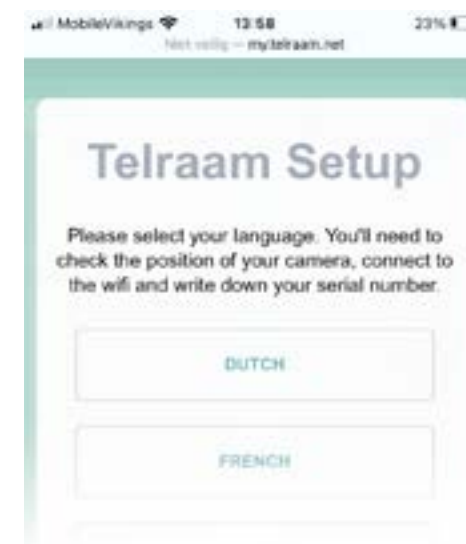 MobileVikings 13:58 23%
Niet veilig — my.telraam.net
Telraam Setup
Please select your language. You'll need to
check the position of your camera, connect to
the wifi and write down your serial number.
DUTCH
FRENCH